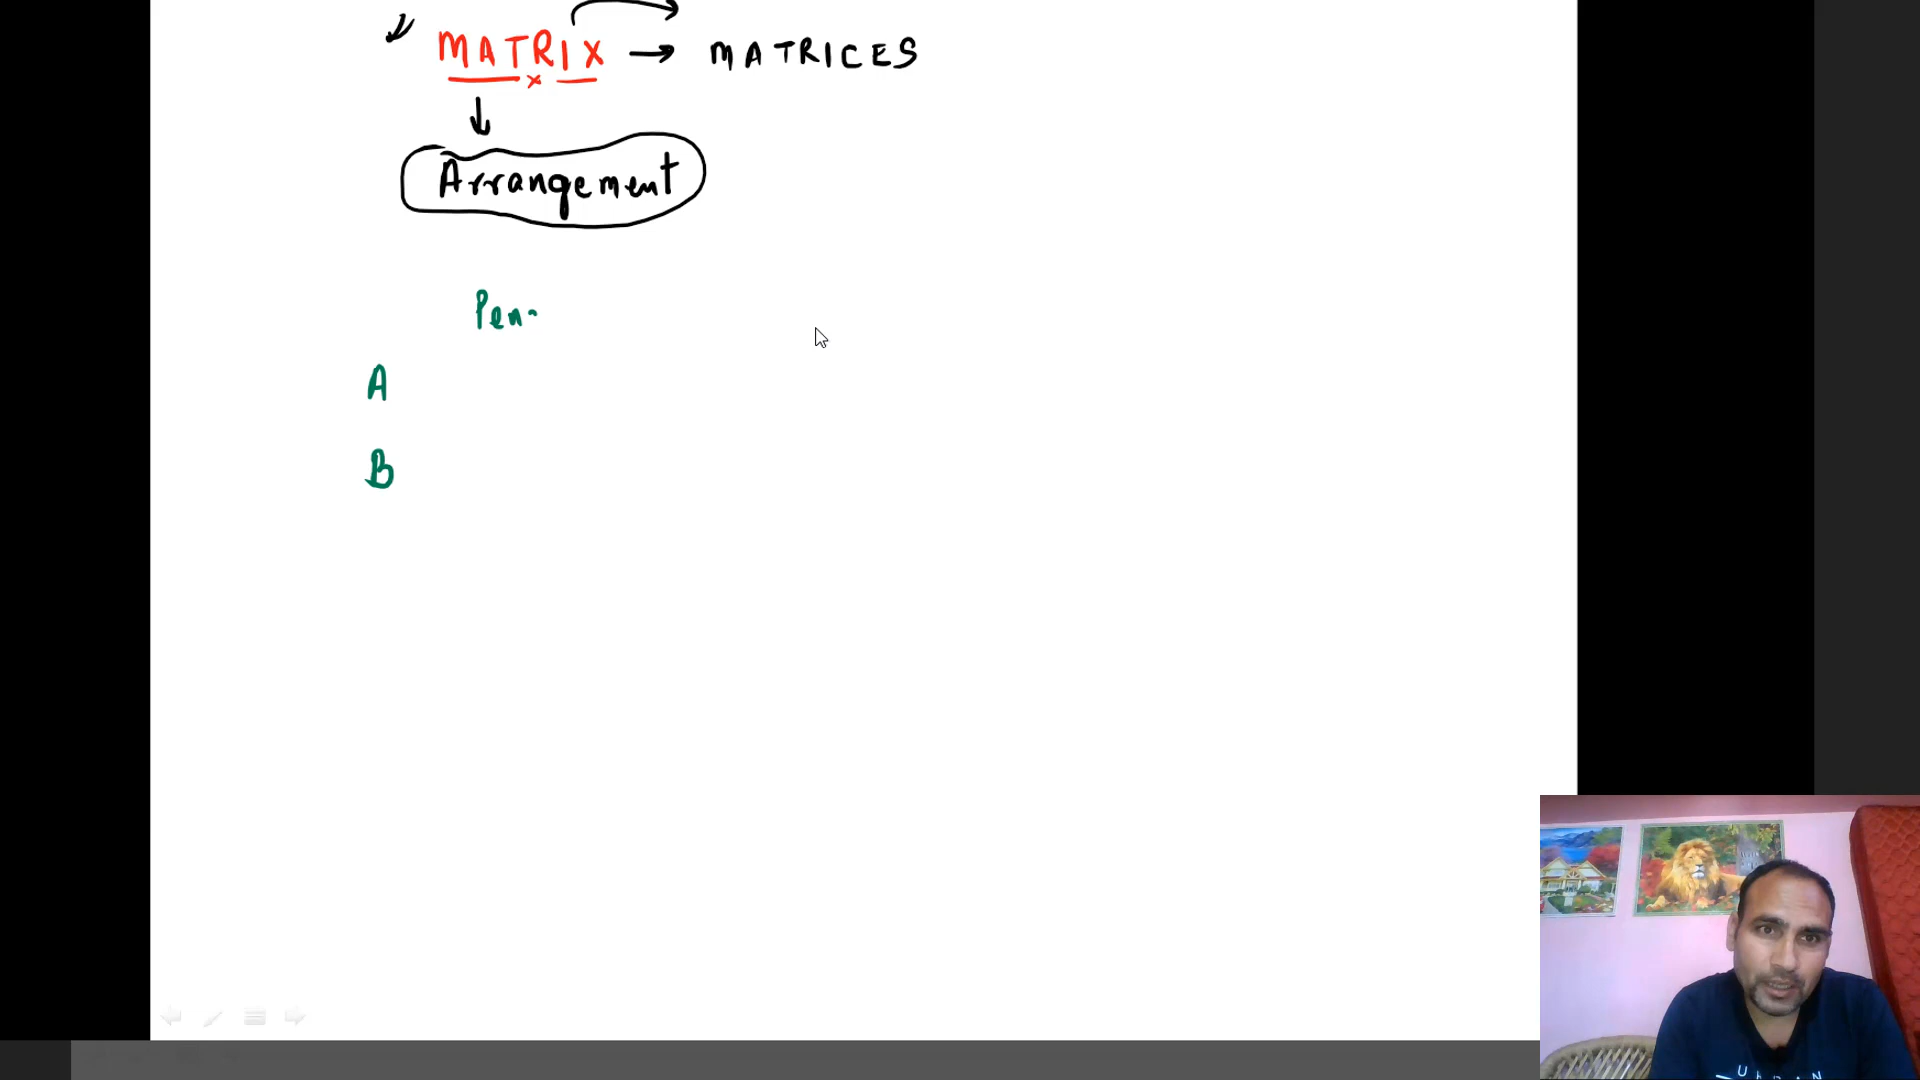 MATRIX → MATRICES
Arrangement
Pen
A
B